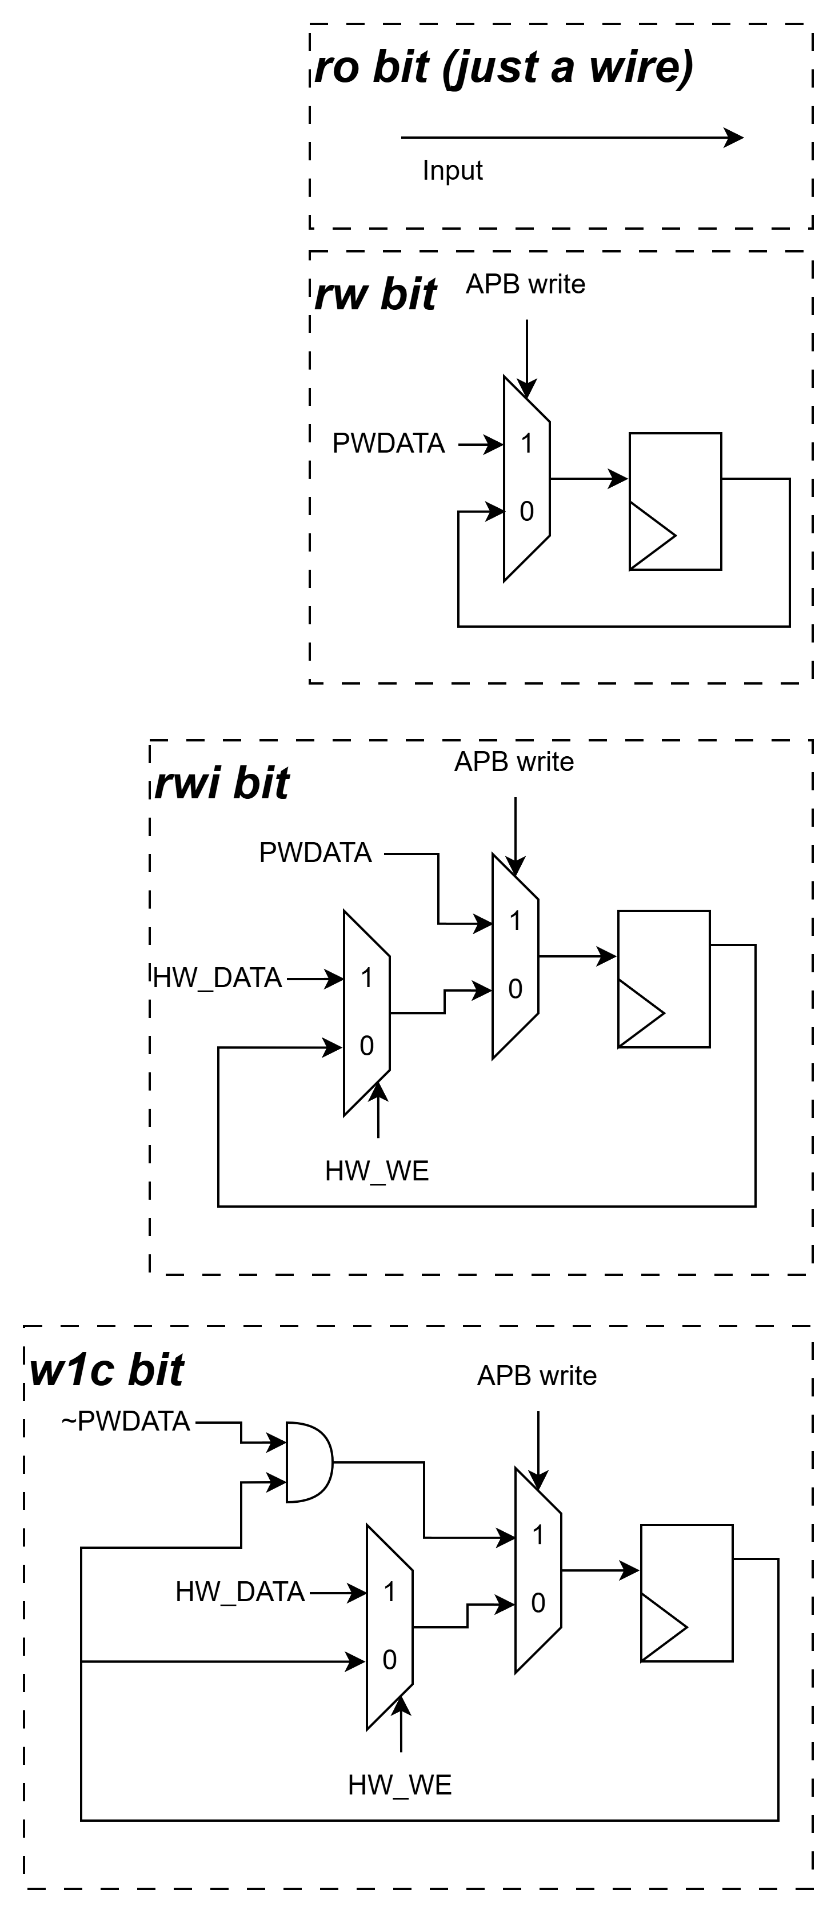 ro bit (just a wire)
Input
rw bit
APB write
PWDATA
1
0
rwi bit
APB write
PWDATA
1
HW_DATA
1
0
0
HW_WE
w1c bit
APB write
~PWDATA
1
HW_DATA
1
0
0
HW_WE